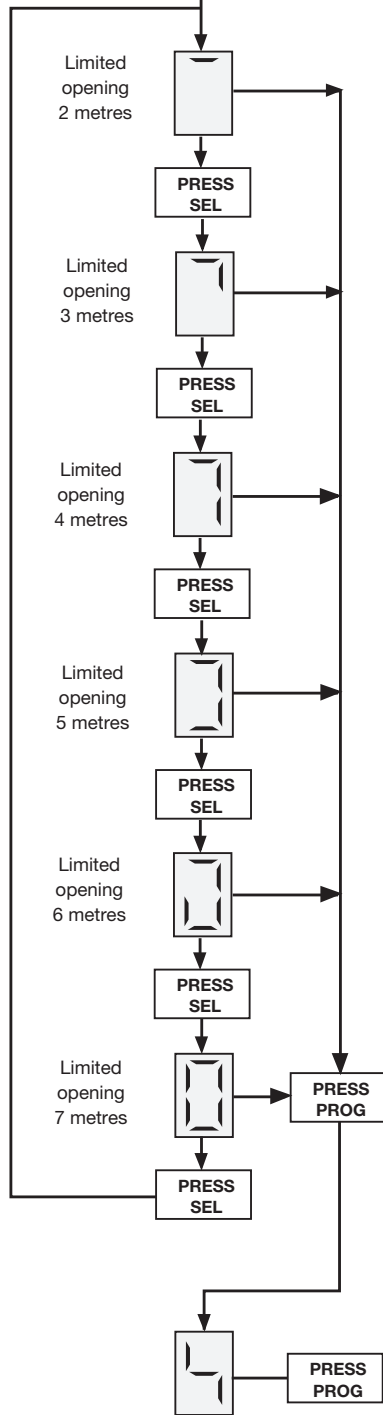 Limited
opening
2 metres
PRESS
SEL
Limited
opening
3 metres
PRESS
SEL
Limited
opening
4 metres
PRESS
SEL
Limited
opening
5 metres
PRESS
SEL
Limited
opening
6 metres
PRESS
SEL
Limited
opening
7 metres
PRESS
PROG
PRESS
SEL
PRESS
PROG